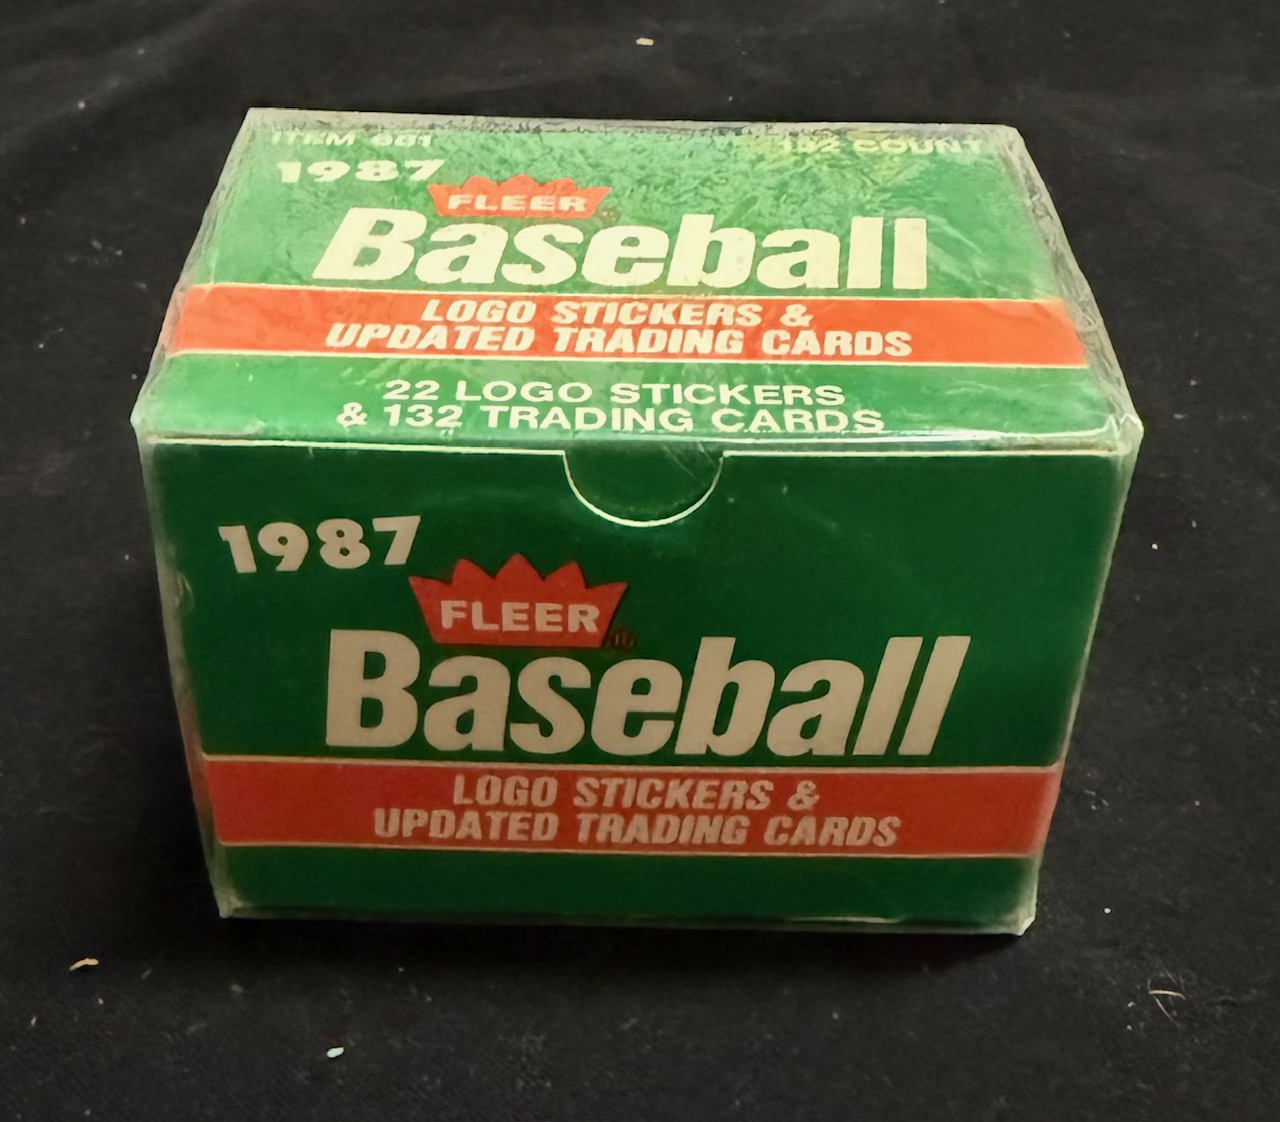 ITEM 601
132 COUNT
1987
FLEER
Baseball
LOGO STICKERS &
UPDATED TRADING CARDS
22 LOGO STICKERS
& 132 TRADING CARDS
1987
FLEER
Baseball
LOGO STICKERS &
UPDATED TRADING CARDS